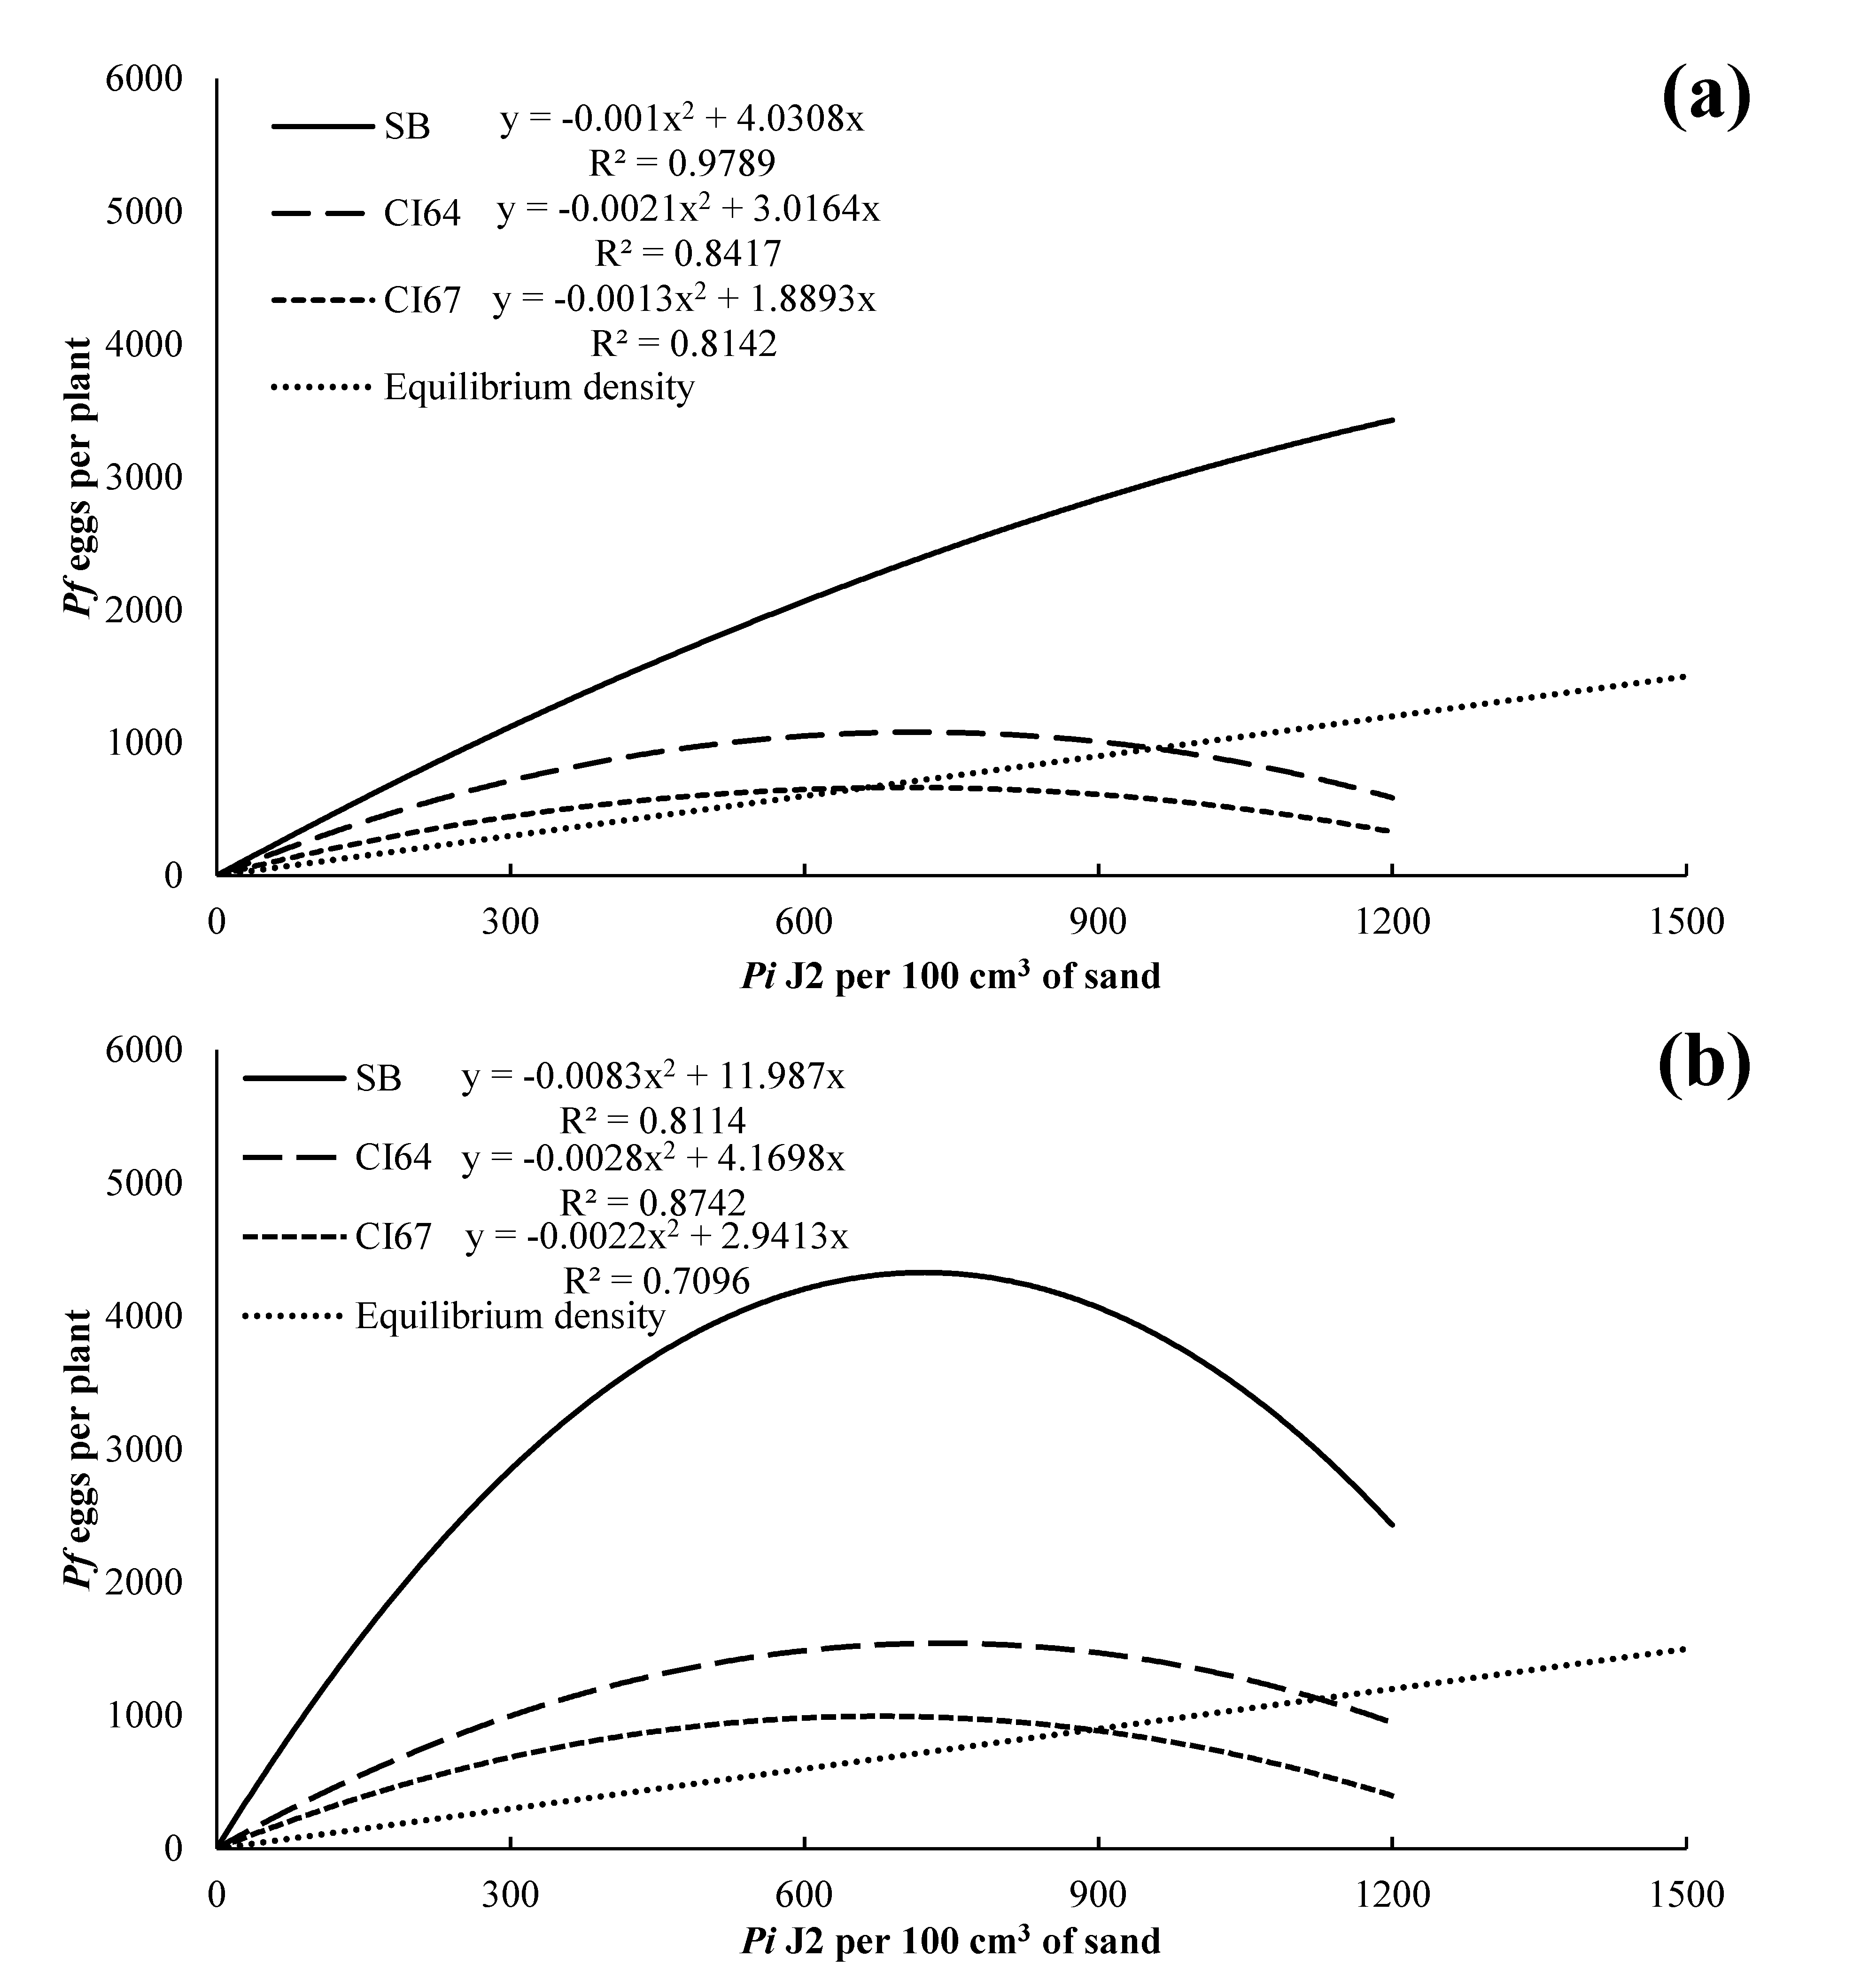 (a)
6000
5000
4000
3000
2000
1000
0
Pf eggs per plant
SB y = -0.001x² + 4.0308x
R² = 0.9789
CI64 y = -0.0021x² + 3.0164x
R² = 0.8417
CI67 y = -0.0013x² + 1.8893x
R² = 0.8142
Equilibrium density
0 300 600 900 1200 1500
Pi J2 per 100 cm³ of sand
(b)
6000
5000
4000
3000
2000
1000
0
Pf eggs per plant
SB y = -0.0083x² + 11.987x
R² = 0.8114
CI64 y = -0.0028x² + 4.1698x
R² = 0.8742
CI67 y = -0.0022x² + 2.9413x
R² = 0.7096
Equilibrium density
0 300 600 900 1200 1500
Pi J2 per 100 cm³ of sand